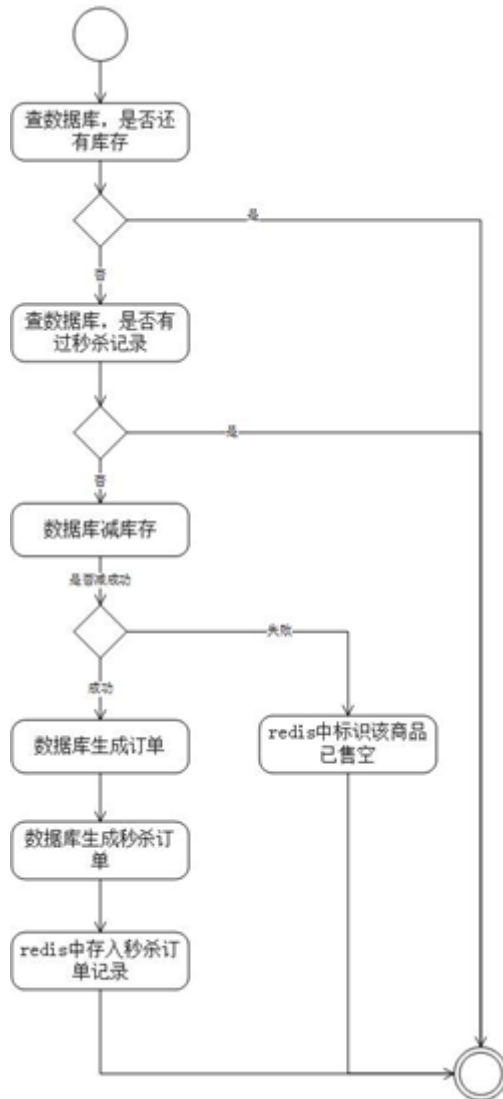 查数据库，是否还
有库存
是
否
查数据库，是否有
过秒杀记录
是
否
数据库减库存
是否减成功
失败
成功
数据库生成订单
redis中标识该商品
已售空
数据库生成秒杀订
单
redis中存入秒杀订
单记录